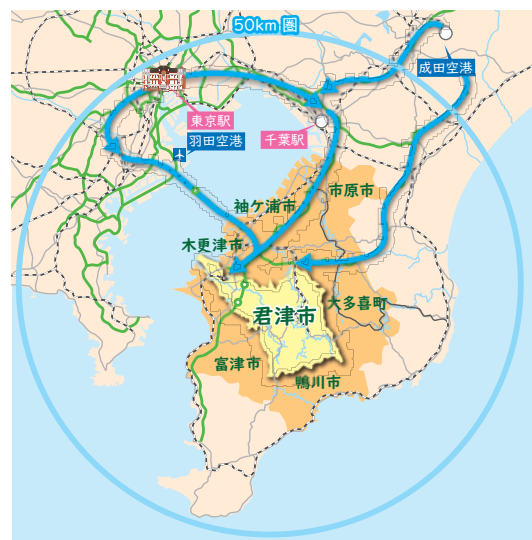 50km 圏
成田空港
東京駅
羽田空港
千葉駅
市原市
袖ケ浦市
木更津市
大多喜町
君津市
富津市
鴨川市